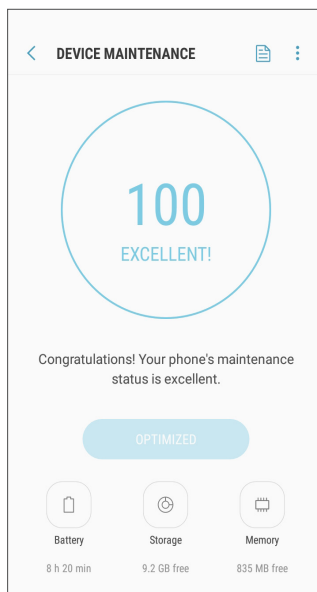 DEVICE MAINTENANCE
100
EXCELLENT!
Congratulations! Your phone's maintenance
status is excellent.
OPTIMIZED
Battery Storage Memory
8 h 20 min 9.2 GB free 835 MB free